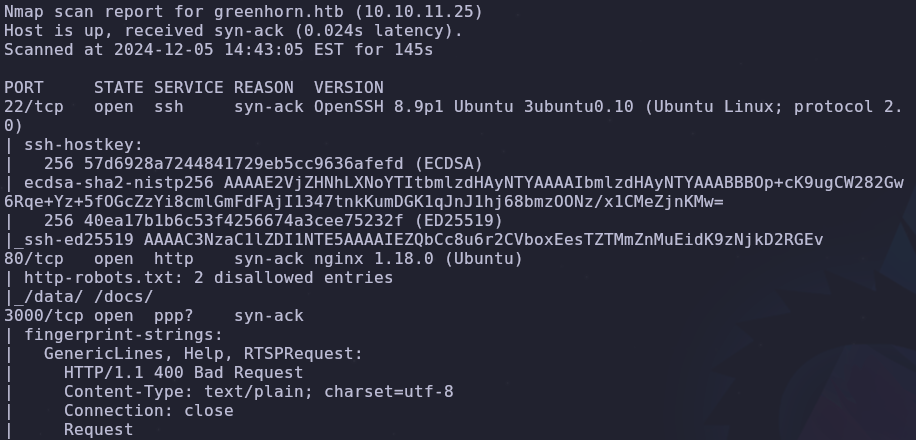 Nmap scan report for greenhorn.htb (10.10.11.25)
Host is up, received syn-ack (0.024s latency).
Scanned at 2024-12-05 14:43:05 EST for 145s
PORT     STATE SERVICE REASON  VERSION
22/tcp   open  ssh     syn-ack OpenSSH 8.9p1 Ubuntu 3ubuntu0.10 (Ubuntu Linux; protocol 2.
0)
| ssh-hostkey:
|   256 57d6928a7244841729eb5cc9636afefd (ECDSA)
| ecdsa-sha2-nistp256 AAAAE2VjZHNhLXNoYTItbmlzdHAyNTYAAAAIbmlzdHAyNTYAAABBBOp+cK9ugCW282Gw
6Rqe+Yz+5fOGcZzYi8cmlGmFdFAjI1347tnkKumDGK1qJnJ1hj68bmzOONz/x1CMeZjnKMw=
|   256 40ea17b1b6c53f4256674a3cee75232f (ED25519)
|_ssh-ed25519 AAAAC3NzaC1lZDI1NTE5AAAAIEZQbCc8u6r2CVboxEesTZTMmZnMuEidK9zNjkD2RGEv
80/tcp   open  http    syn-ack nginx 1.18.0 (Ubuntu)
| http-robots.txt: 2 disallowed entries
|_/data/ /docs/
3000/tcp open  ppp?    syn-ack
| fingerprint-strings:
|   GenericLines, Help, RTSPRequest:
|     HTTP/1.1 400 Bad Request
|     Content-Type: text/plain; charset=utf-8
|     Connection: close
|     Request